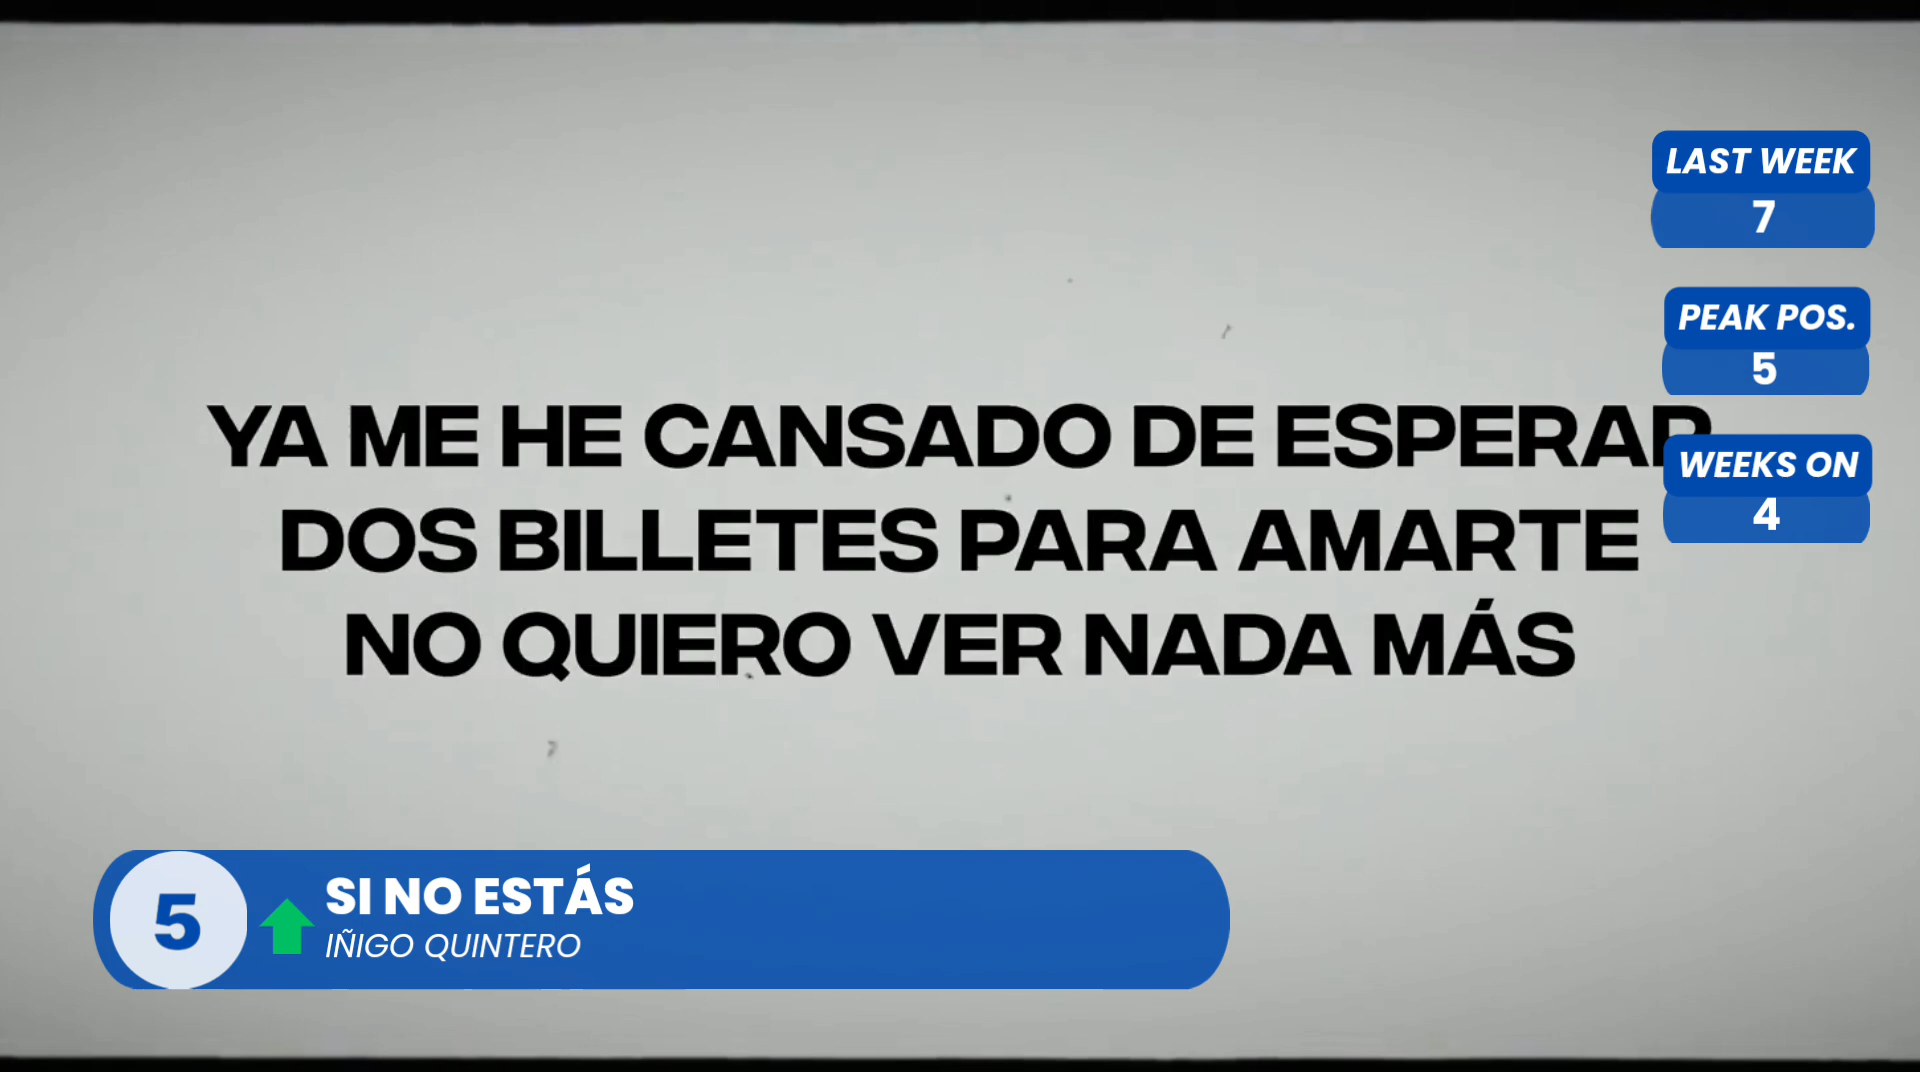 LAST WEEK
7
PEAK POS.
5
YA ME HE CANSADO DE ESPERAR
WEEKS ON
4
DOS BILLETES PARA AMARTE
NO QUIERO VER NADA MÁS
5
SI NO ESTÁS
IÑIGO QUINTERO